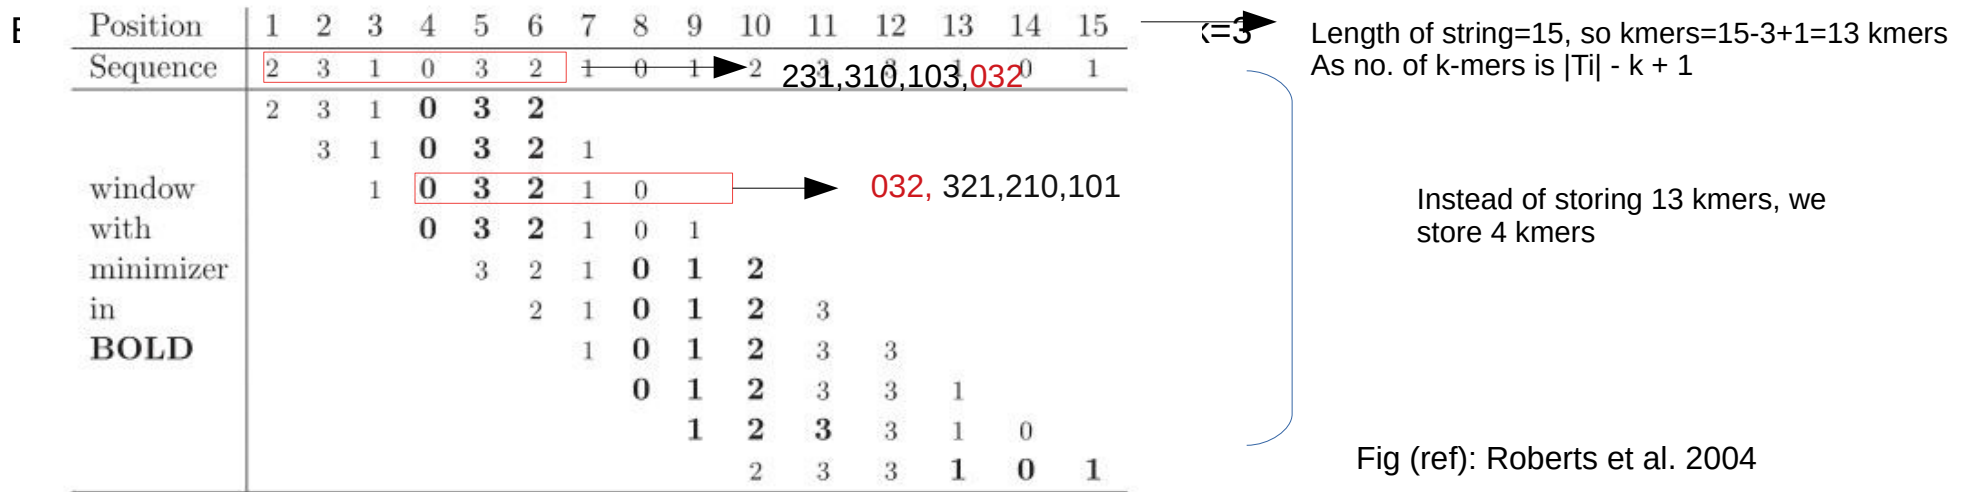 Position 1 2 3 4 5 6 7 8 9 10 11 12 13 14 15
Sequence 2 3 1 0 3 2 1 0 1 2 3 3 1 0 1
2 3 1 0 3 2
3 1 0 3 2 1
window 1 0 3 2 1 0
with 0 3 2 1 0 1
minimizer 3 2 1 0 1 2
in 2 1 0 1 2 3
BOLD 1 0 1 2 3 3
0 1 2 3 3 1
1 2 3 3 1 0
2 3 3 1 0 1
231,310,103,032
032, 321,210,101
=3
Length of string=15, so kmers=15-3+1=13 kmers
As no. of k-mers is |Ti| - k + 1
Instead of storing 13 kmers, we
store 4 kmers
Fig (ref): Roberts et al. 2004